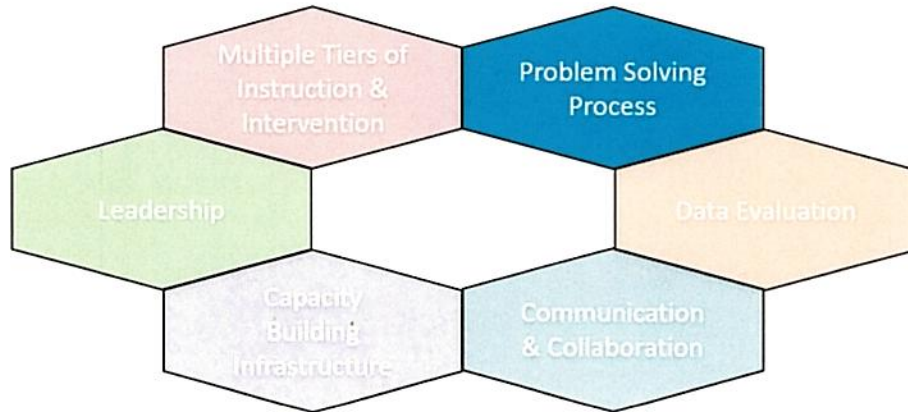 Multiple Tiers of
Instruction &
Intervention
Problem Solving
Process
Leadership
Data Evaluation
Capacity
Building
Infrastructure
Communication
& Collaboration